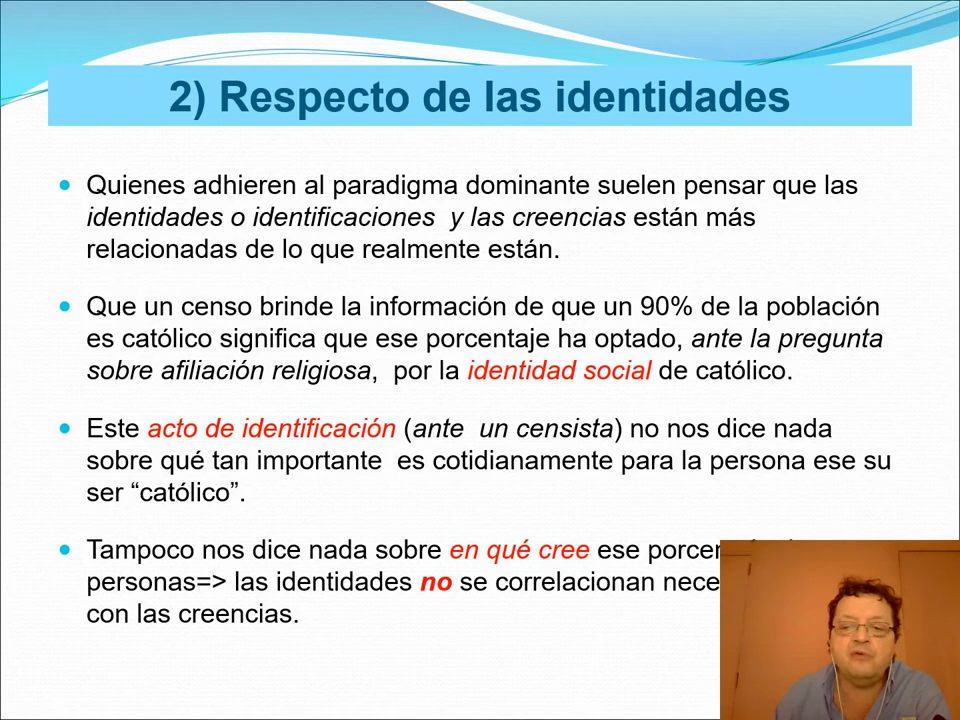 2) Respecto de las identidades
Quienes adhieren al paradigma dominante suelen pensar que las
identidades o identificaciones y las creencias están más
relacionadas de lo que realmente están.
Que un censo brinde la información de que un 90% de la población
es católico significa que ese porcentaje ha optado, ante la pregunta
sobre afiliación religiosa, por la identidad social de católico.
Este acto de identificación (ante un censista) no nos dice nada
sobre qué tan importante es cotidianamente para la persona ese su
ser “católico”.
Tampoco nos dice nada sobre en qué cree ese
personas=> las identidades no se correlacionan
con las creencias.